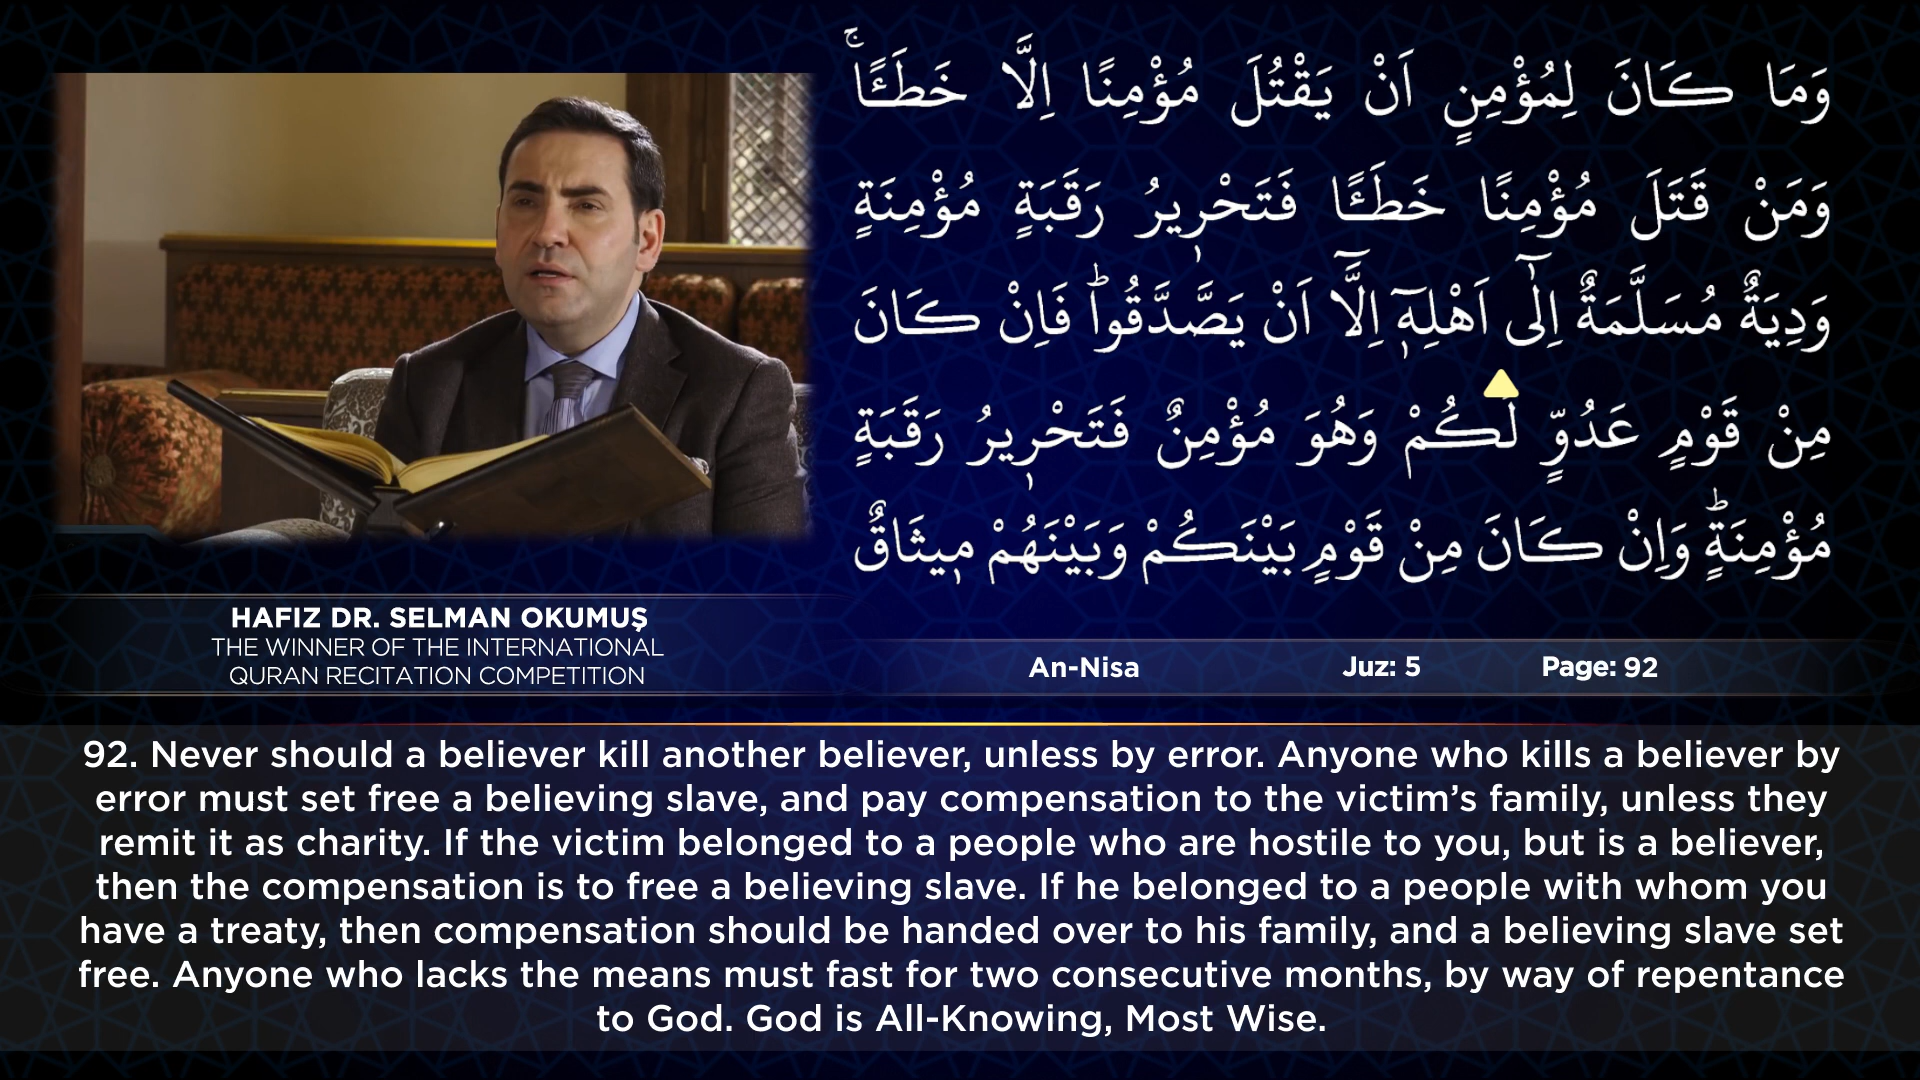 وَمَا كَانَ لِمُؤْمِنٍ اَنْ يَقْتُلَ مُؤْمِنًا اِلَّا خَطَـًٔاۚ
وَمَنْ قَتَلَ مُؤْمِنًا خَطَـًٔا فَتَحْر۪يرُ رَقَبَةٍ مُؤْمِنَةٍ
وَدِيَةٌ مُسَلَّمَةٌ اِلٰٓى اَهْلِه۪ٓ اِلَّٓا اَنْ يَصَّدَّقُواۜ فَاِنْ كَانَ
مِنْ قَوْمٍ عَدُوٍّ لَكُمْ وَهُوَ مُؤْمِنٌ فَتَحْر۪يرُ رَقَبَةٍ
مُؤْمِنَةٍۜ وَاِنْ كَانَ مِنْ قَوْمٍ بَيْنَكُمْ وَبَيْنَهُمْ م۪يثَاقٌ
HAFIZ DR. SELMAN OKUMUŞ
THE WINNER OF THE INTERNATIONAL
QURAN RECITATION COMPETITION
An-Nisa Juz: 5 Page: 92
92. Never should a believer kill another believer, unless by error. Anyone who kills a believer by
error must set free a believing slave, and pay compensation to the victim’s family, unless they
remit it as charity. If the victim belonged to a people who are hostile to you, but is a believer,
then the compensation is to free a believing slave. If he belonged to a people with whom you
have a treaty, then compensation should be handed over to his family, and a believing slave set
free. Anyone who lacks the means must fast for two consecutive months, by way of repentance
to God. God is All-Knowing, Most Wise.